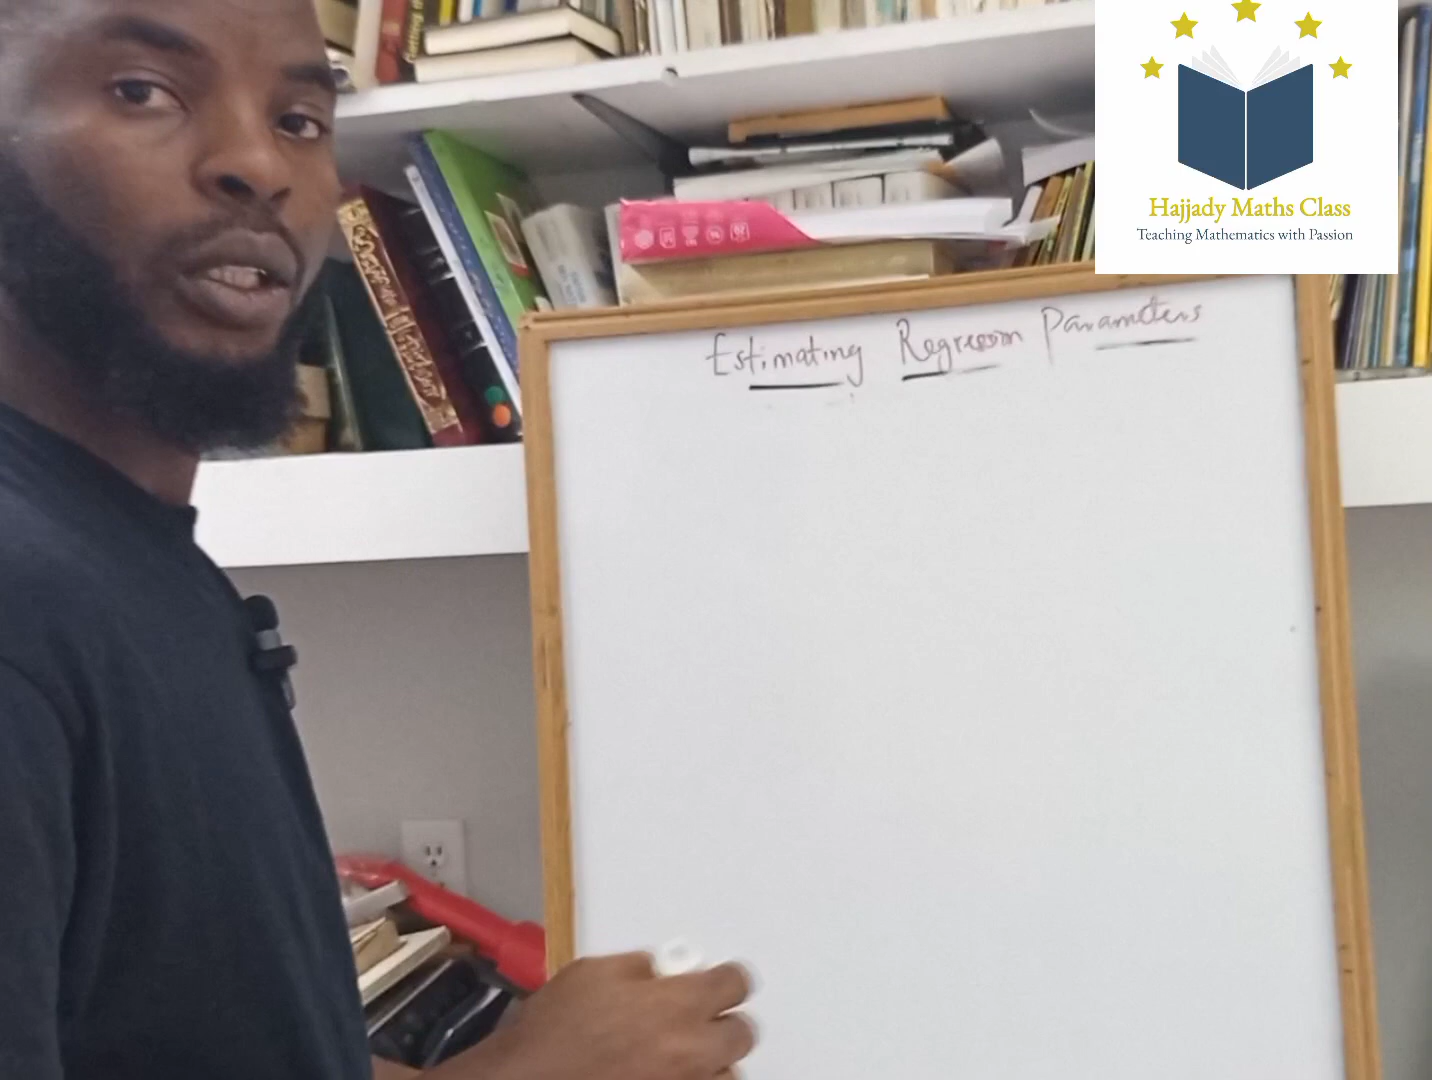 Hajjady Maths Class
Teaching Mathematics with Passion
Estimating Regression Parameters